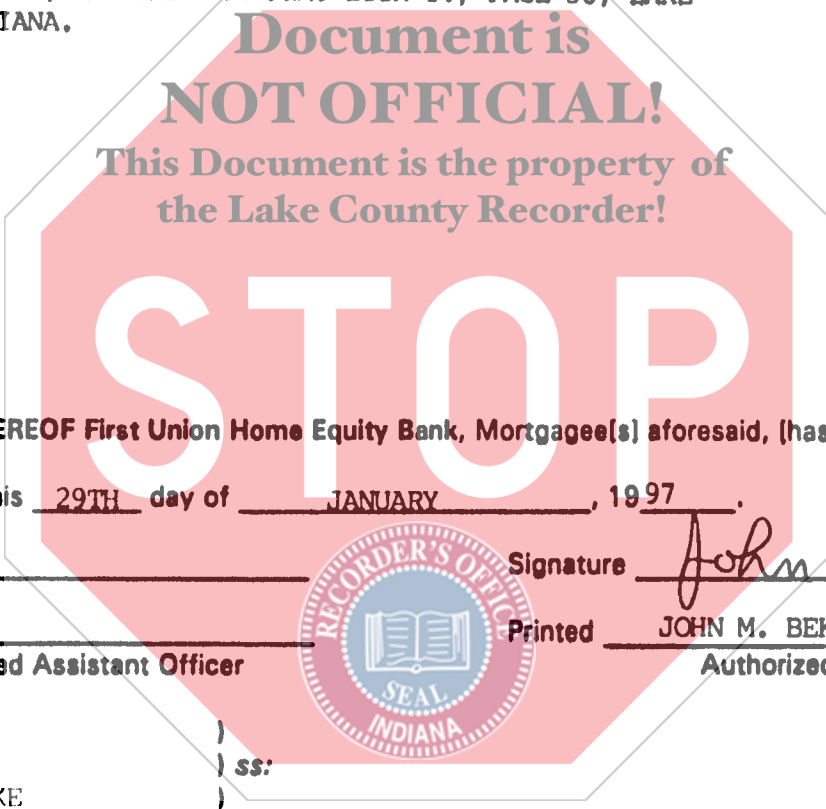 IANA.
Document is
NOT OFFICIAL!
This Document is the property of
the Lake County Recorder!
STOP
EREOF First Union Home Equity Bank, Mortgagee(s) aforesaid, (has
is 29TH day of JANUARY, 1997.
Signature John
Printed JOHN M. BEH
ed Assistant Officer Authorized
RECORDER'S OFFICE
SEAL
INDIANA
)
) ss:
KE )